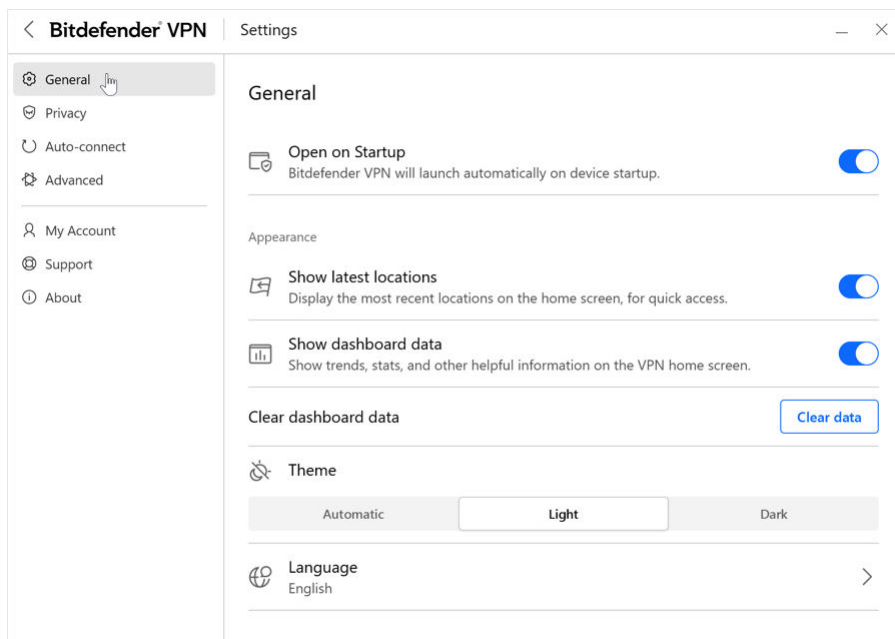 Bitdefender VPN
Settings
General
Privacy
Auto-connect
Advanced
My Account
Support
About
General
Open on Startup
Bitdefender VPN will launch automatically on device startup.
Appearance
Show latest locations
Display the most recent locations on the home screen, for quick access.
Show dashboard data
Show trends, stats, and other helpful information on the VPN home screen.
Clear dashboard data
Clear data
Theme
Automatic
Light
Dark
Language
English